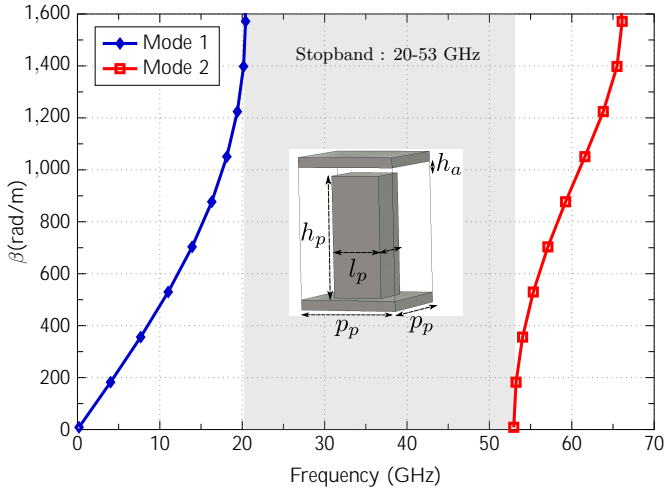 1,600
1,400
1,200
1,000
800
600
400
200
0
β(rad/m)
Mode 1
Mode 2
Stopband : 20-53 GHz
h_a
h_p
l_p
p_p
p_p
0 10 20 30 40 50 60 70
Frequency (GHz)